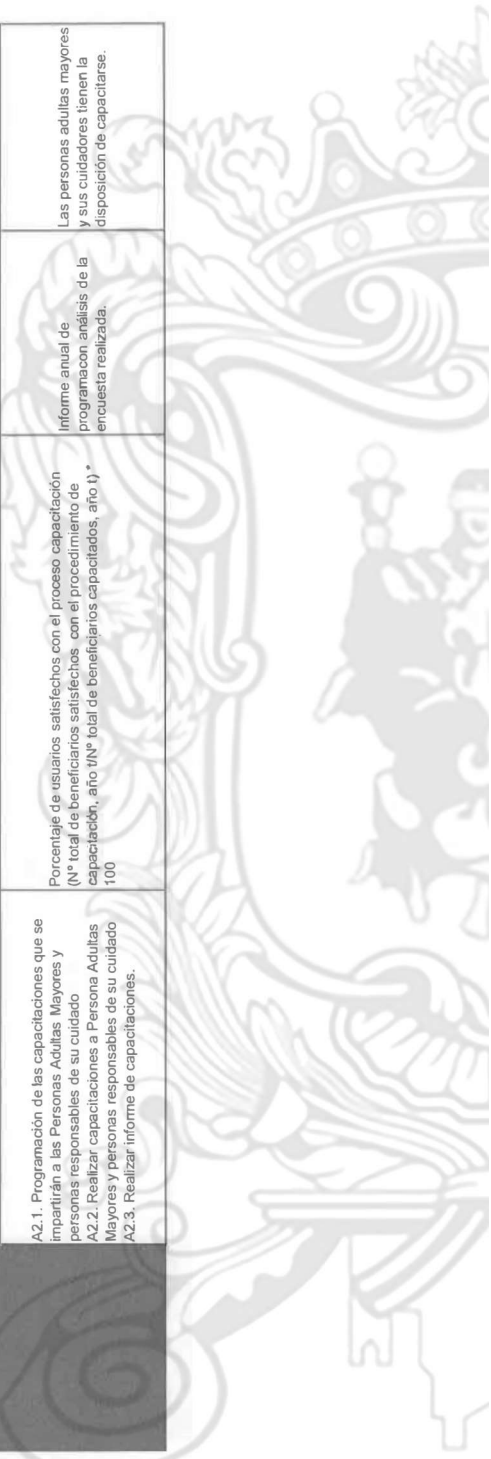 A2.1. Programación de las capacitaciones que se
impartirán a las Personas Adultas Mayores y
personas responsables de su cuidado
A2.2. Realizar capacitaciones a Persona Adultas
Mayores y personas responsables de su cuidado
A2.3. Realizar informe de capacitaciones.
Porcentaje de usuarios satisfechos con el proceso capacitación
(Nº total de beneficiarios satisfechos con el procedimiento de
capacitación, año t/Nº total de beneficiarios capacitados, año t) *
100
Informe anual de
programacon análisis de la
encuesta realizada.
Las personas adultas mayores
y sus cuidadores tienen la
disposición de capacitarse.